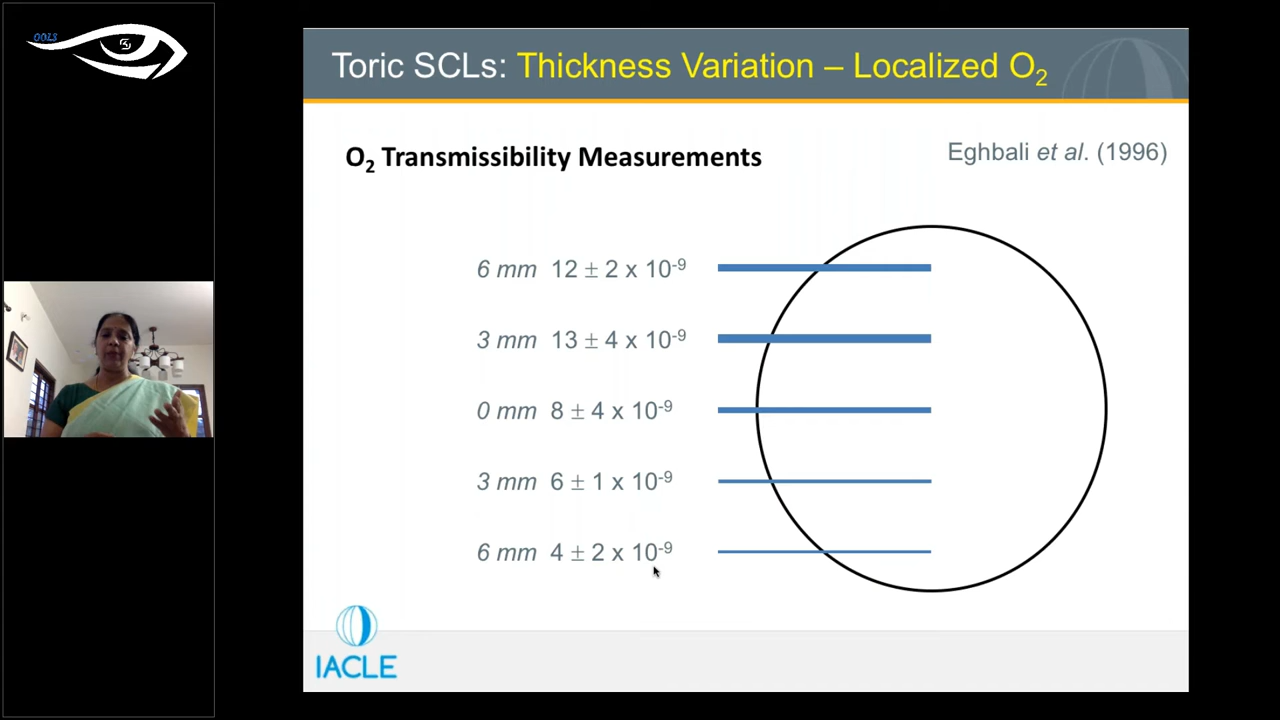 OOLS
Toric SCLs: Thickness Variation – Localized O₂
O₂ Transmissibility Measurements
Eghbali et al. (1996)
6 mm 12 ± 2 x 10⁻⁹
3 mm 13 ± 4 x 10⁻⁹
0 mm 8 ± 4 x 10⁻⁹
3 mm 6 ± 1 x 10⁻⁹
6 mm 4 ± 2 x 10⁻⁹
IACLE